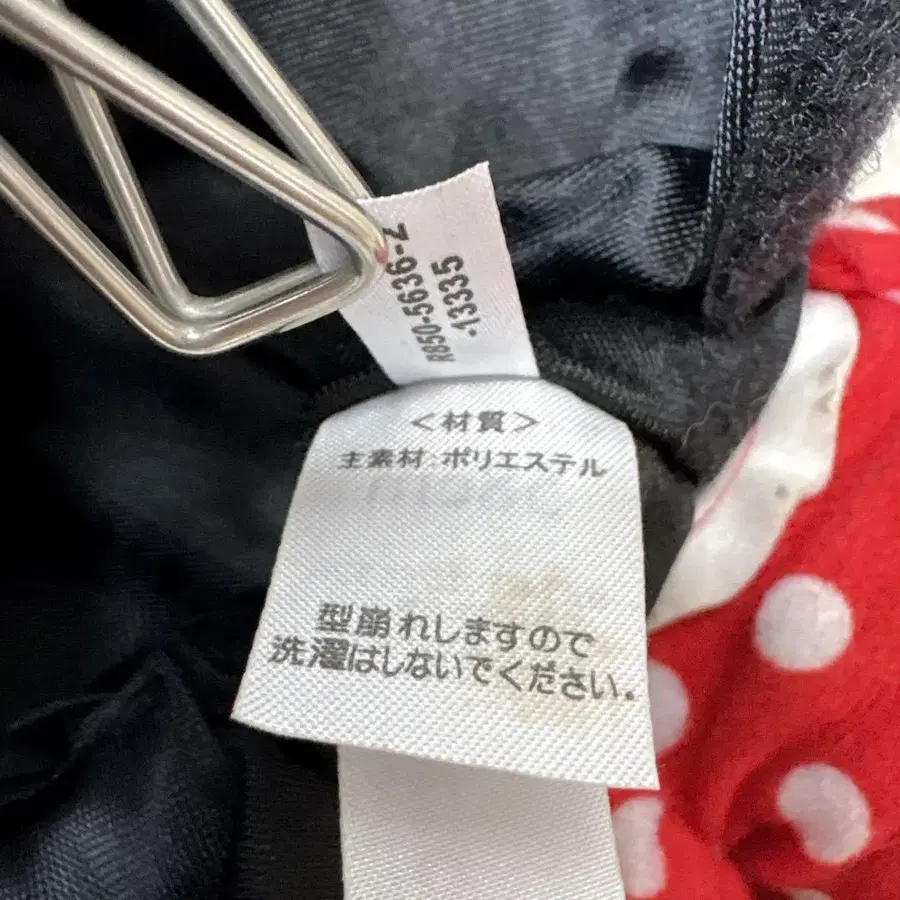 R850-5636-2
-13335
<材質>
主素材:ポリエステル
型崩れしますので
洗濯はしないでください。